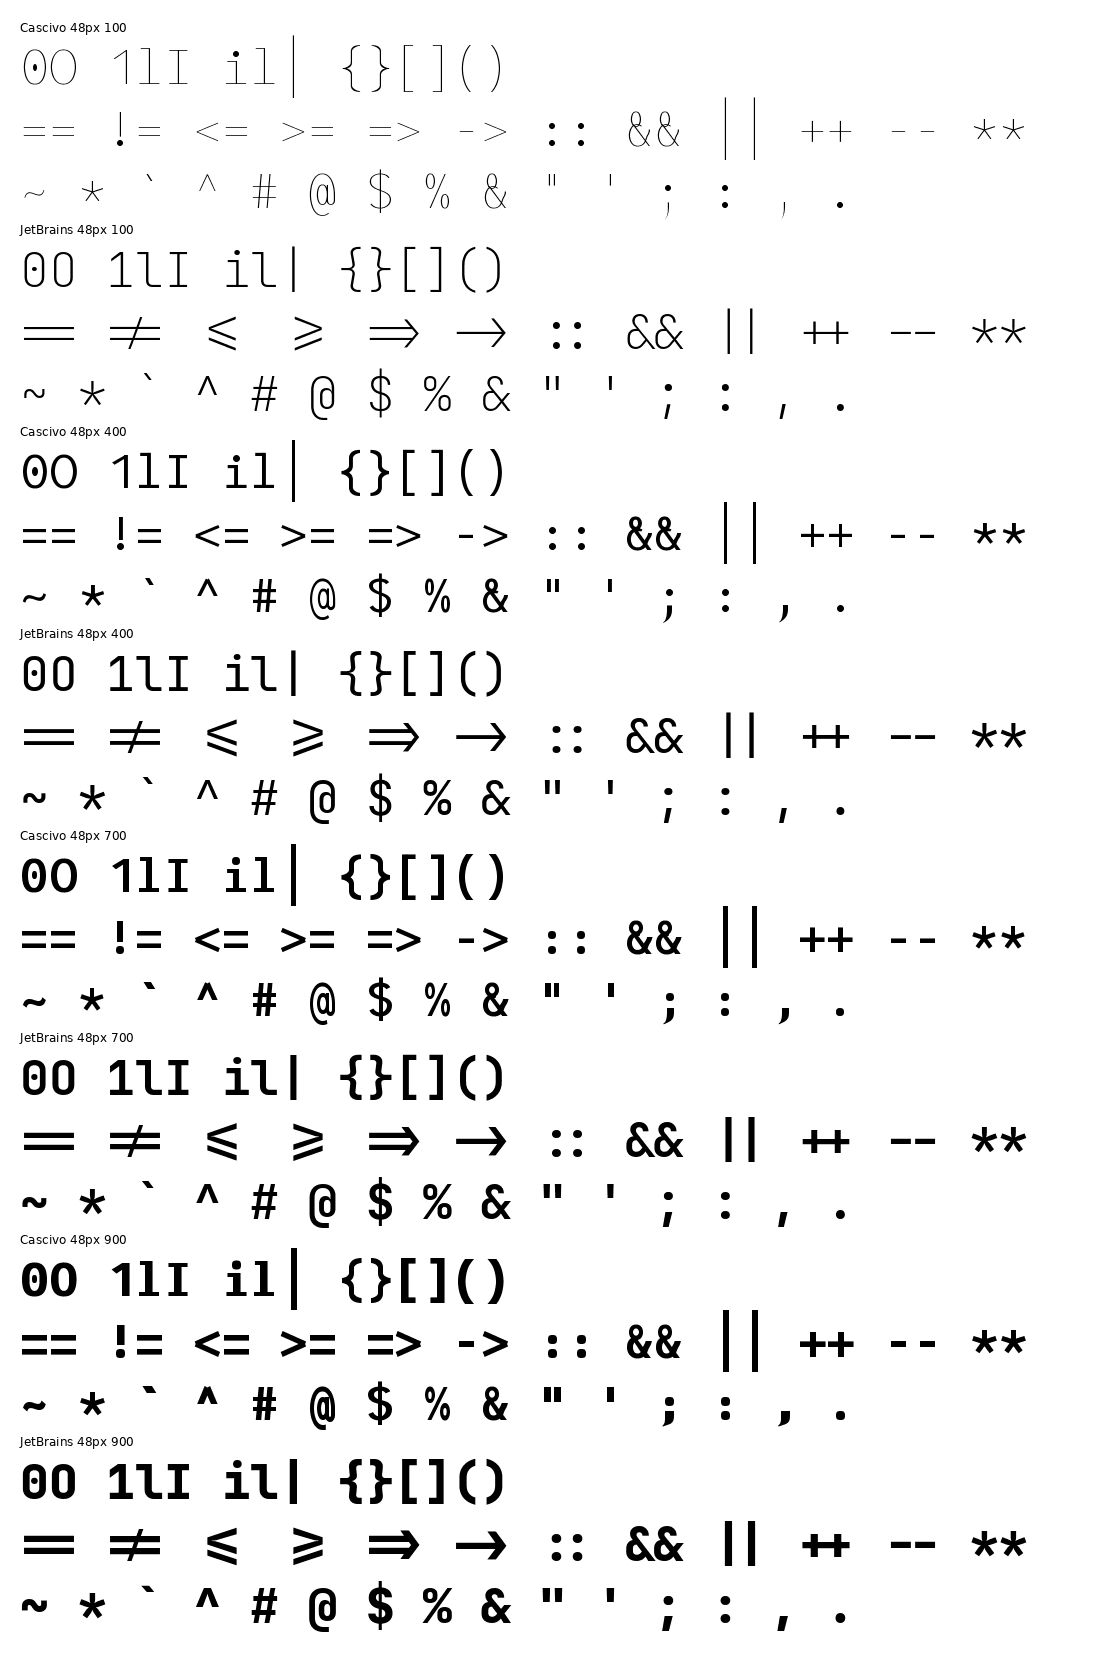 Cascivo 48px 100
0O 1lI il| {}[]()
== != <= >= => -> :: && || ++ -- **
~ * ` ^ # @ $ % & " ' ; : , .
JetBrains 48px 100
0O 1lI il| {}[]()
== != <= >= => -> :: && || ++ -- **
~ * ` ^ # @ $ % & " ' ; : , .
Cascivo 48px 400
0O 1lI il| {}[]()
== != <= >= => -> :: && || ++ -- **
~ * ` ^ # @ $ % & " ' ; : , .
JetBrains 48px 400
0O 1lI il| {}[]()
== != <= >= => -> :: && || ++ -- **
~ * ` ^ # @ $ % & " ' ; : , .
Cascivo 48px 700
0O 1lI il| {}[]()
== != <= >= => -> :: && || ++ -- **
~ * ` ^ # @ $ % & " ' ; : , .
JetBrains 48px 700
0O 1lI il| {}[]()
== != <= >= => -> :: && || ++ -- **
~ * ` ^ # @ $ % & " ' ; : , .
Cascivo 48px 900
0O 1lI il| {}[]()
== != <= >= => -> :: && || ++ -- **
~ * ` ^ # @ $ % & " ' ; : , .
JetBrains 48px 900
0O 1lI il| {}[]()
== != <= >= => -> :: && || ++ -- **
~ * ` ^ # @ $ % & " ' ; : , .